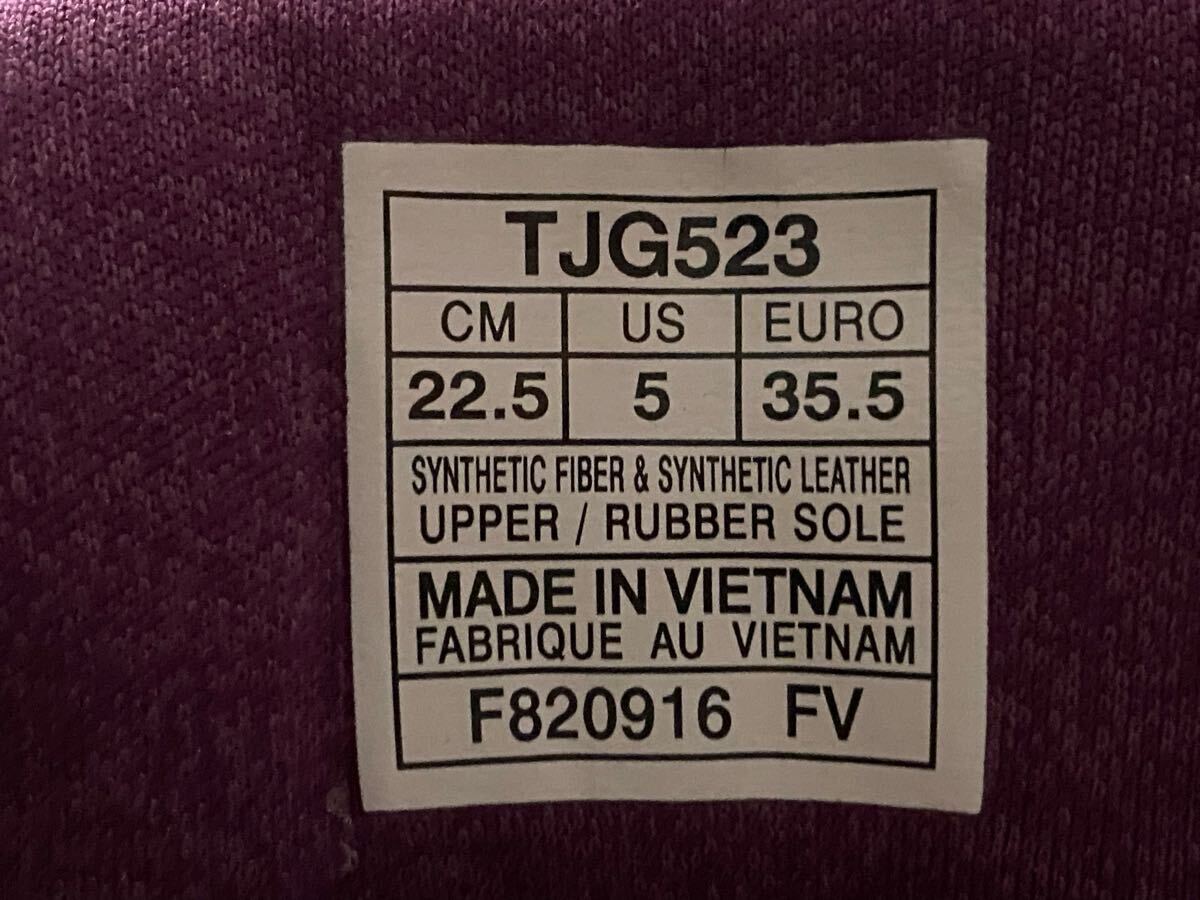 TJG523
CM US EURO
22.5 5 35.5
SYNTHETIC FIBER & SYNTHETIC LEATHER
UPPER / RUBBER SOLE
MADE IN VIETNAM
FABRIQUE AU VIETNAM
F820916 FV